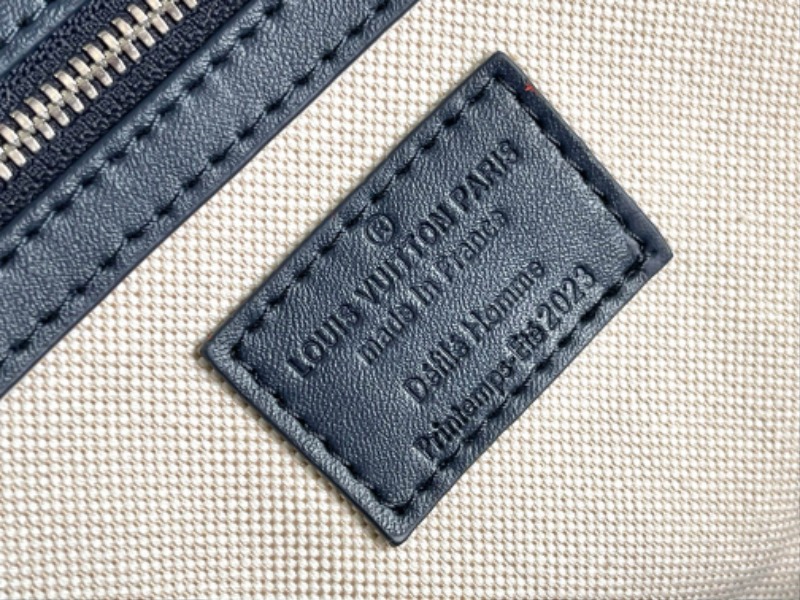 ®
LOUIS VUITTON PARIS
made in France
Défilé Homme
Printemps-Été 2023